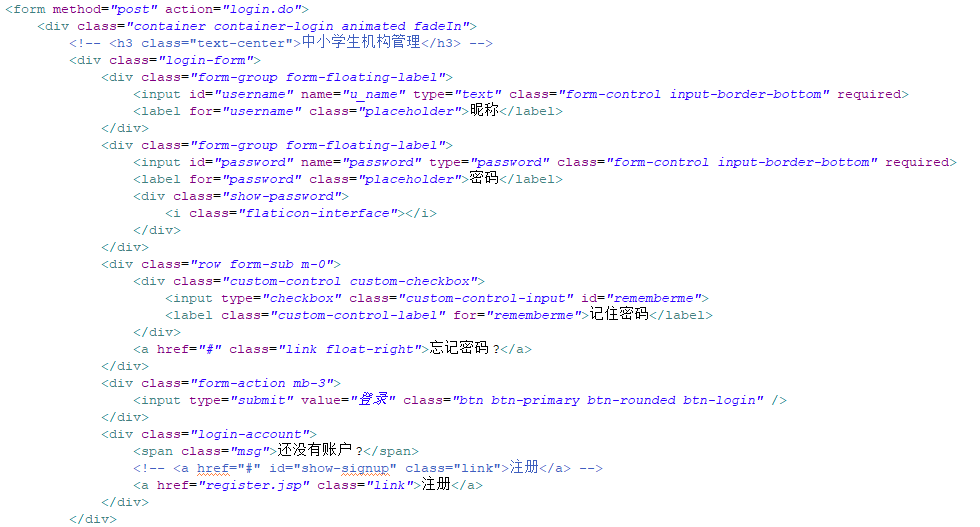 <form method="post" action="login.do">
<div class="container container-login animated fadeIn">
<!-- <h3 class="text-center">中小学生机构管理</h3> -->
<div class="login-form">
<div class="form-group form-floating-label">
<input id="username" name="u_name" type="text" class="form-control input-border-bottom" required>
<label for="username" class="placeholder">昵称</label>
</div>
<div class="form-group form-floating-label">
<input id="password" name="password" type="password" class="form-control input-border-bottom" required>
<label for="password" class="placeholder">密码</label>
<div class="show-password">
<i class="flaticon-interface"></i>
</div>
</div>
<div class="row form-sub m-0">
<div class="custom-control custom-checkbox">
<input type="checkbox" class="custom-control-input" id="rememberme">
<label class="custom-control-label" for="rememberme">记住密码</label>
</div>
<a href="#" class="link float-right">忘记密码 ?</a>
</div>
<div class="form-action mb-3">
<input type="submit" value="登录" class="btn btn-primary btn-rounded btn-login" />
</div>
<div class="login-account">
<span class="msg">还没有账户 ?</span>
<!-- <a href="#" id="show-signup" class="link">注册</a> -->
<a href="register.jsp" class="link">注册</a>
</div>
</div>